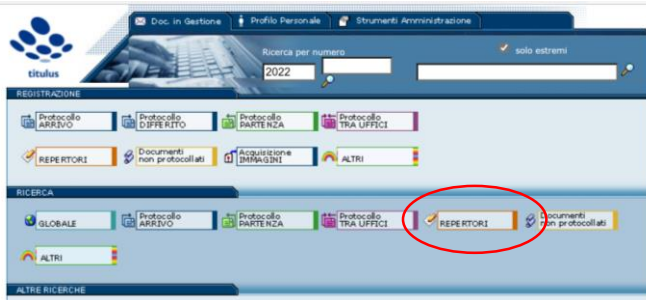 Doc. in Gestione Profilo Personale Strumenti Amministrazione
Ricerca per numero
solo estremi
2022
titulus
REGISTRAZIONE
Protocollo ARRIVO
Protocollo DIFFERITO
Protocollo PARTENZA
Protocollo TRA UFFICI
REPERTORI
Documenti non protocollati
Acquisizione IMMAGINI
ALTRI
RICERCA
GLOBALE
Protocollo ARRIVO
Protocollo PARTENZA
Protocollo TRA UFFICI
REPERTORI
Documenti non protocollati
ALTRI
ALTRE RICERCHE